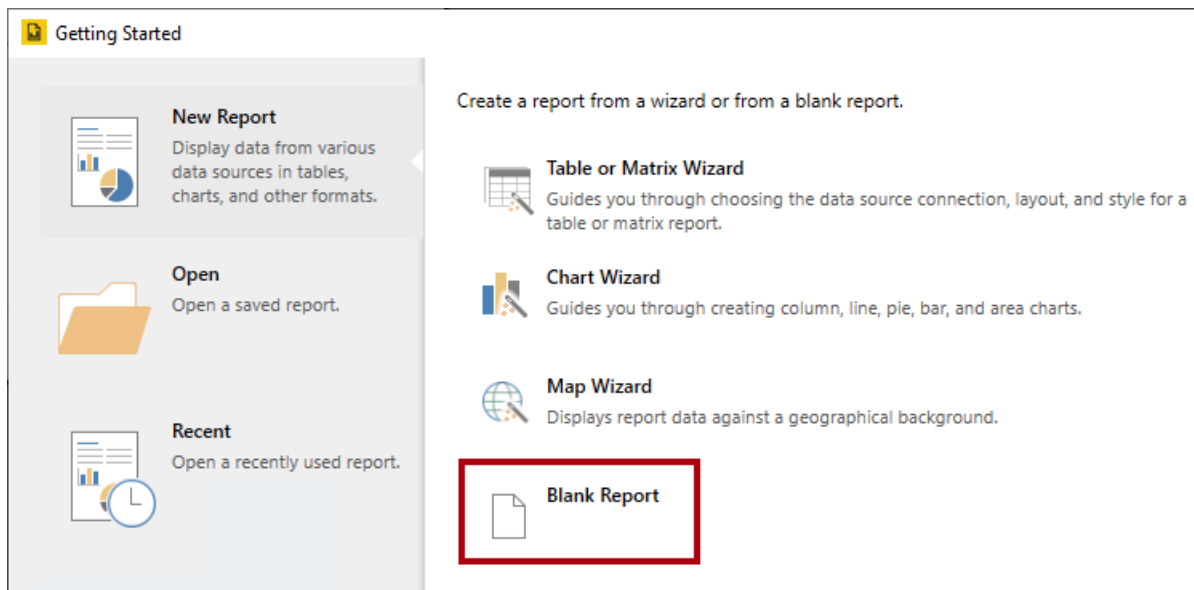 Getting Started
New Report
Display data from various
data sources in tables,
charts, and other formats.
Open
Open a saved report.
Recent
Open a recently used report.
Create a report from a wizard or from a blank report.
Table or Matrix Wizard
Guides you through choosing the data source connection, layout, and style for a
table or matrix report.
Chart Wizard
Guides you through creating column, line, pie, bar, and area charts.
Map Wizard
Displays report data against a geographical background.
Blank Report